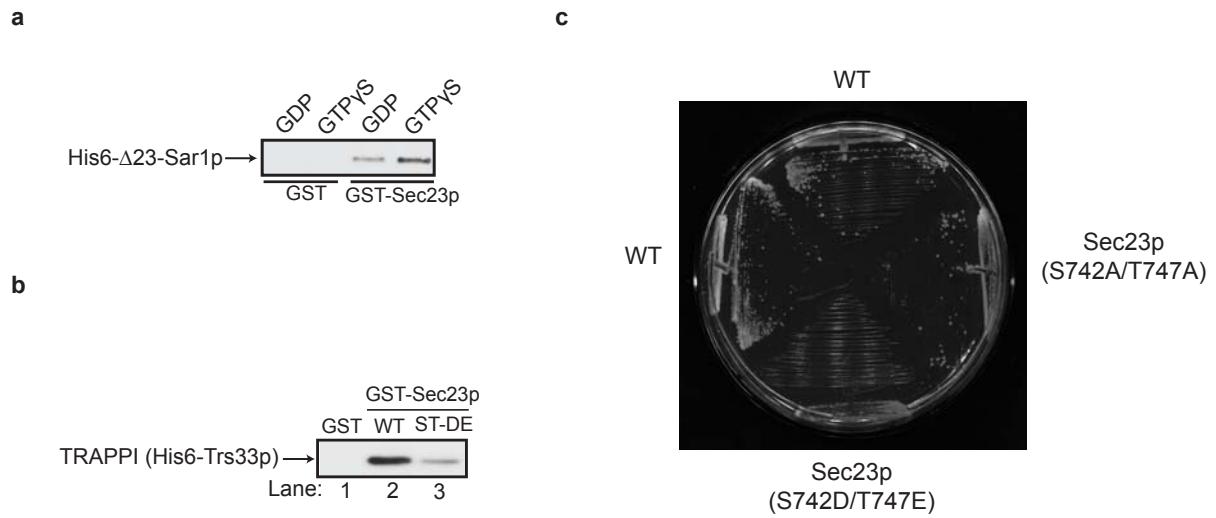 a
GDP GTPγS GDP GTPγS
His6-Δ23-Sar1p
GST GST-Sec23p
b
GST-Sec23p
GST WT ST-DE
TRAPPI (His6-Trs33p)
Lane: 1 2 3
c
WT
WT
Sec23p
(S742A/T747A)
Sec23p
(S742D/T747E)